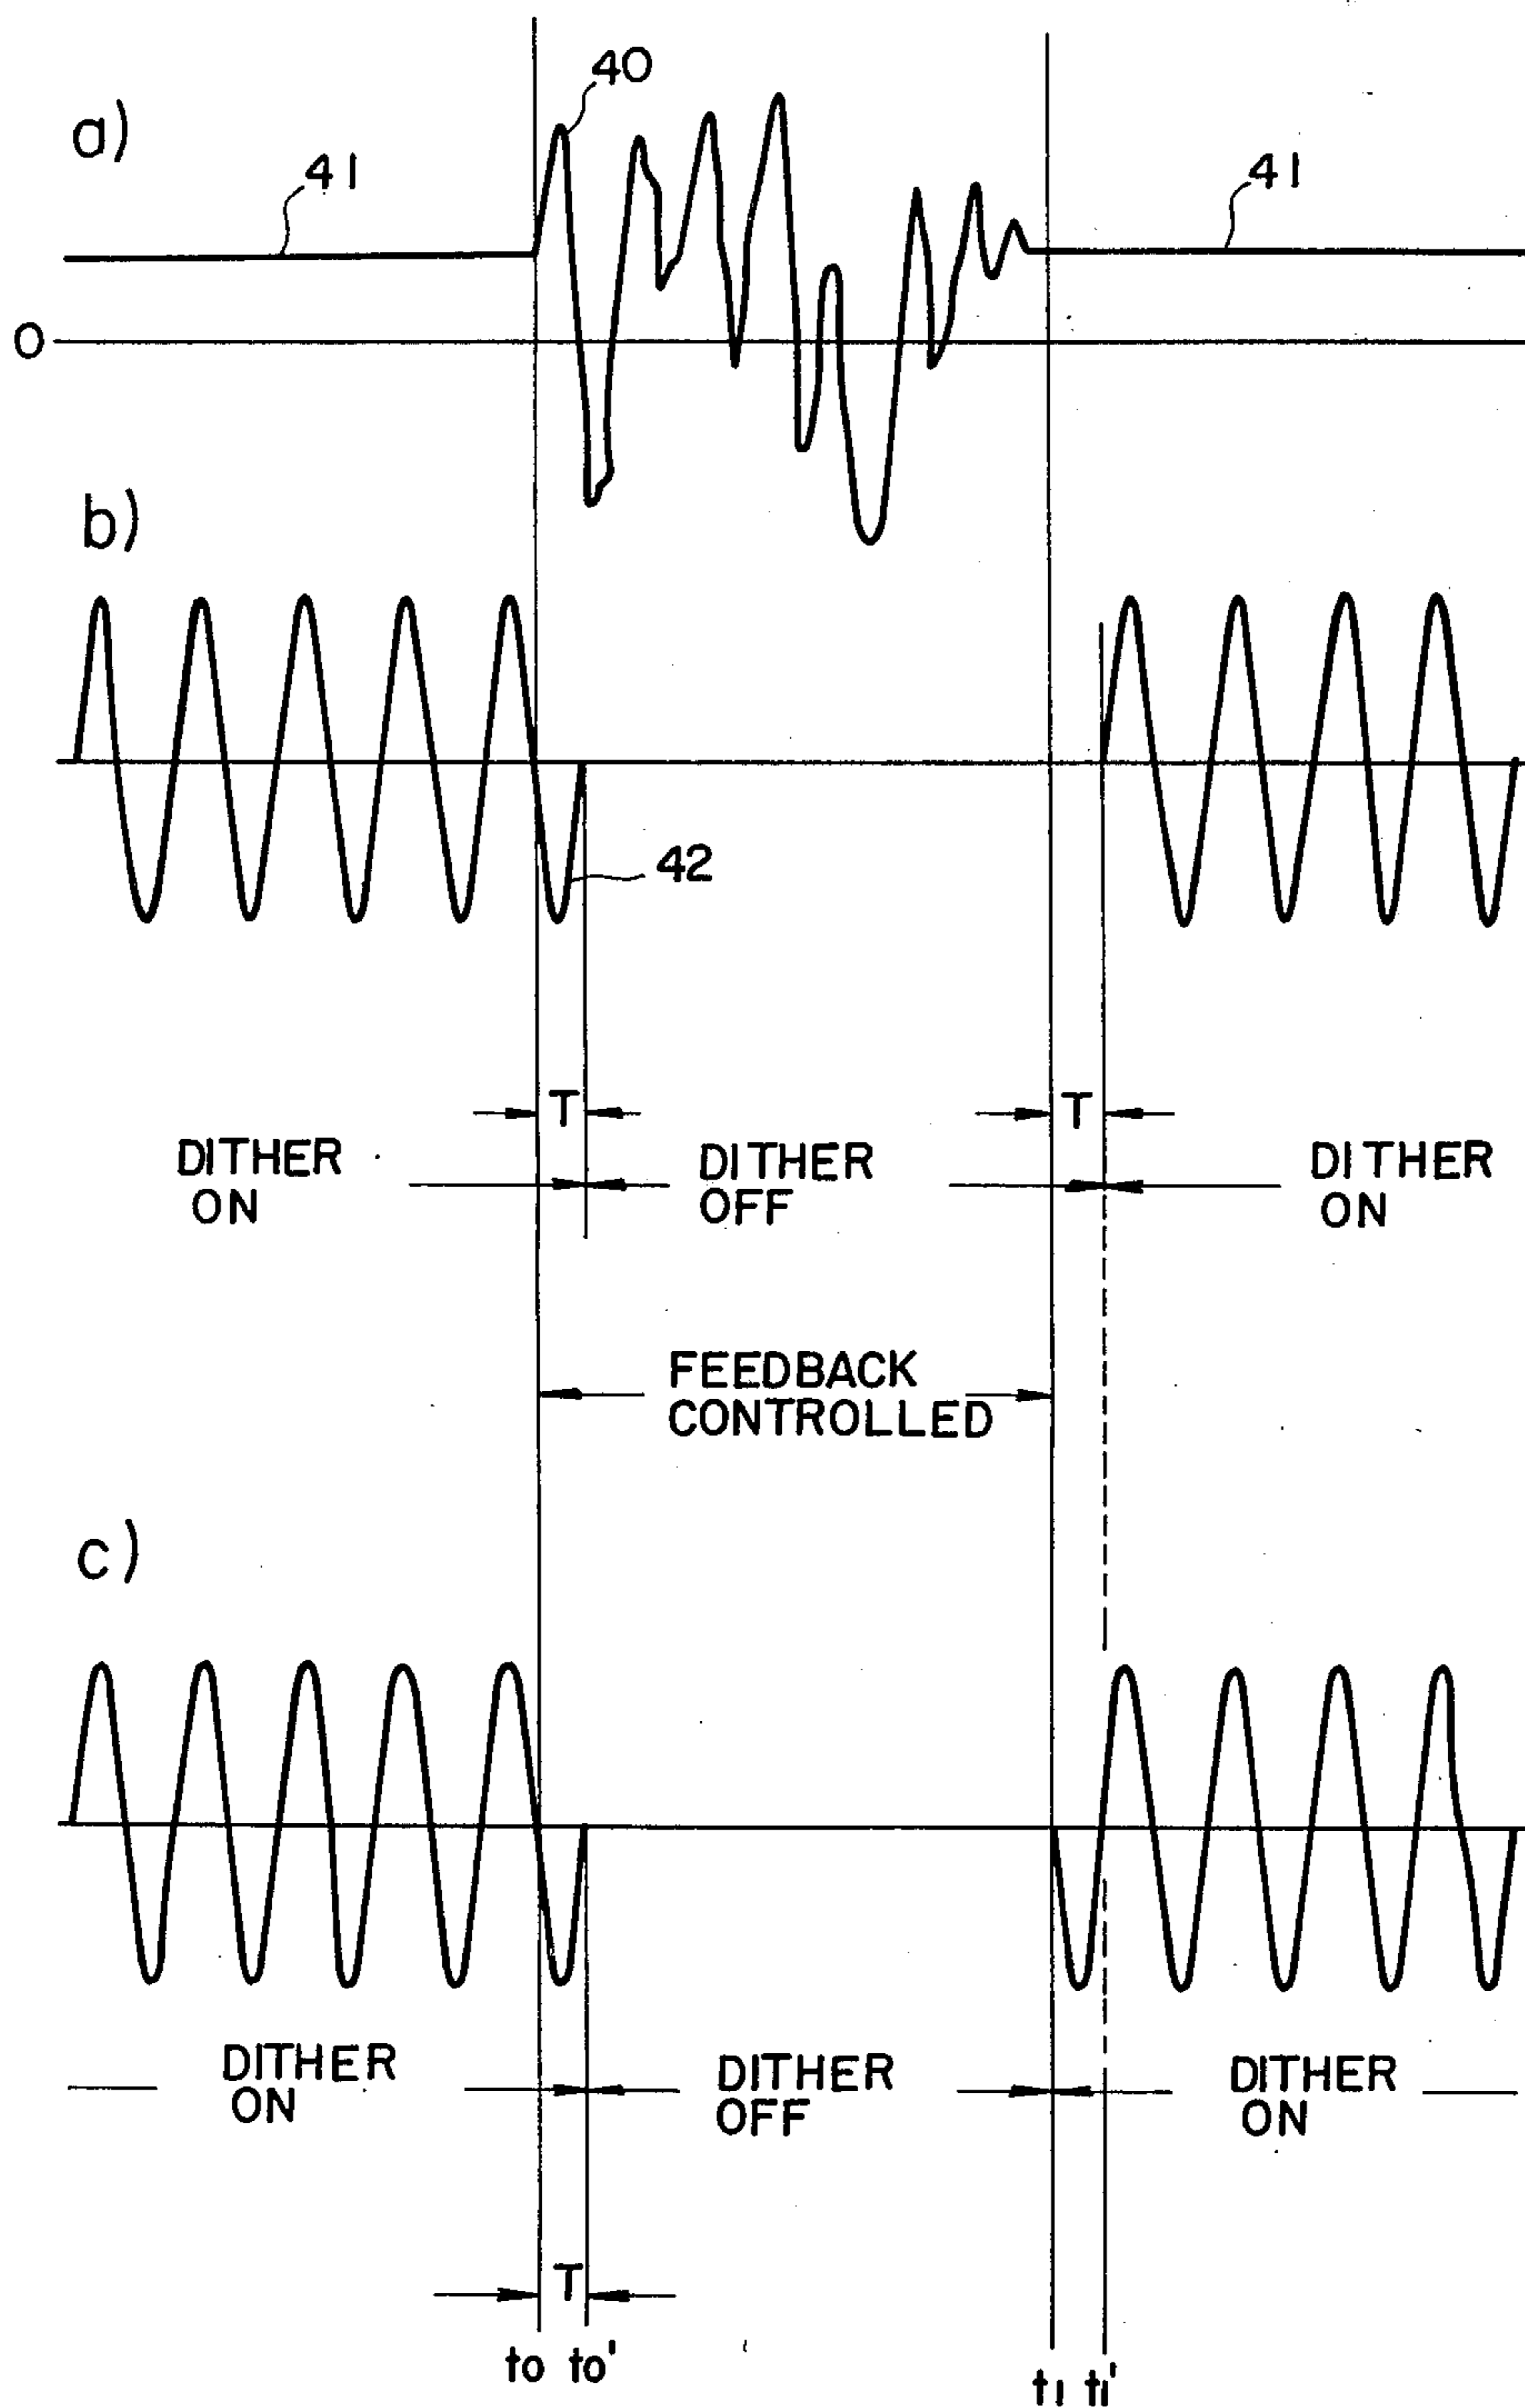 40
a)
41
41
0
b)
42
T
T
DITHER
ON
DITHER
OFF
DITHER
ON
FEEDBACK
CONTROLLED
c)
DITHER
ON
DITHER
OFF
DITHER
ON
T
to to'
t1 t1'